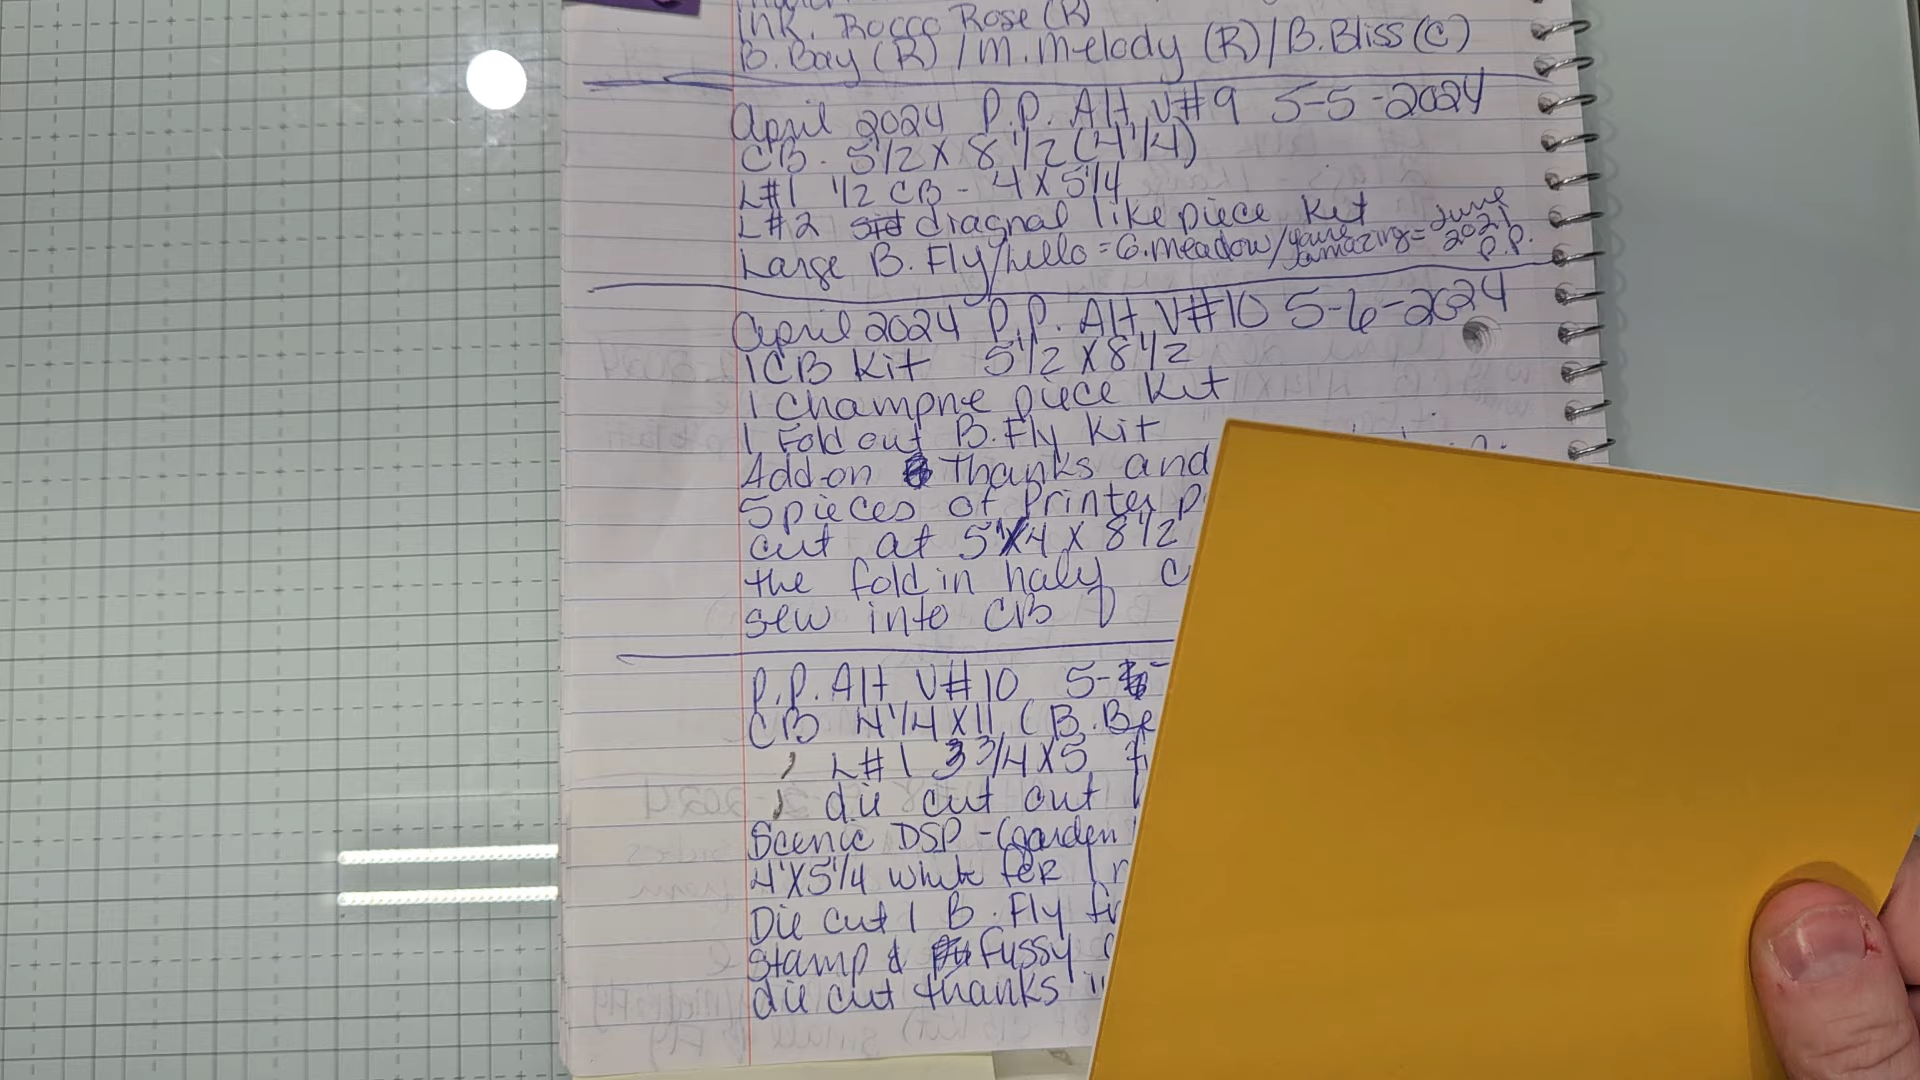 Ink. Rococo Rose (R)
B. Bay (R) / M. Melody (R) / B. Bliss (C)
April 2024 P.P. Alt. V#9 5-5-2024
CB. 5 1/2 X 8 1/2 (4 1/4)
L#1 1/2 CB - 4 X 5 1/4
L#2 diagnal like piece Kit
Large B. Fly/hello = G. meadow/you're amazing = June 2021 P.P.
April 2024 P.P. Alt. V#10 5-6-2024
1 CB Kit 5 1/2 X 8 1/2
1 Champne piece Kit
1 Fold out B. Fly Kit
Add on Thanks and
5 pieces of Printer p
cut at 5 1/4 X 8 1/2
the fold in haly
sew into CB
P.P. Alt V#10 5-
CB 4 1/4 X 11 (B. Be
L#1 3 3/4 X 5
die cut out
Scenic DSP - (garden
4 X 5 1/4 white for
Die cut 1 B. Fly
Stamp & Fussy
die cut thanks